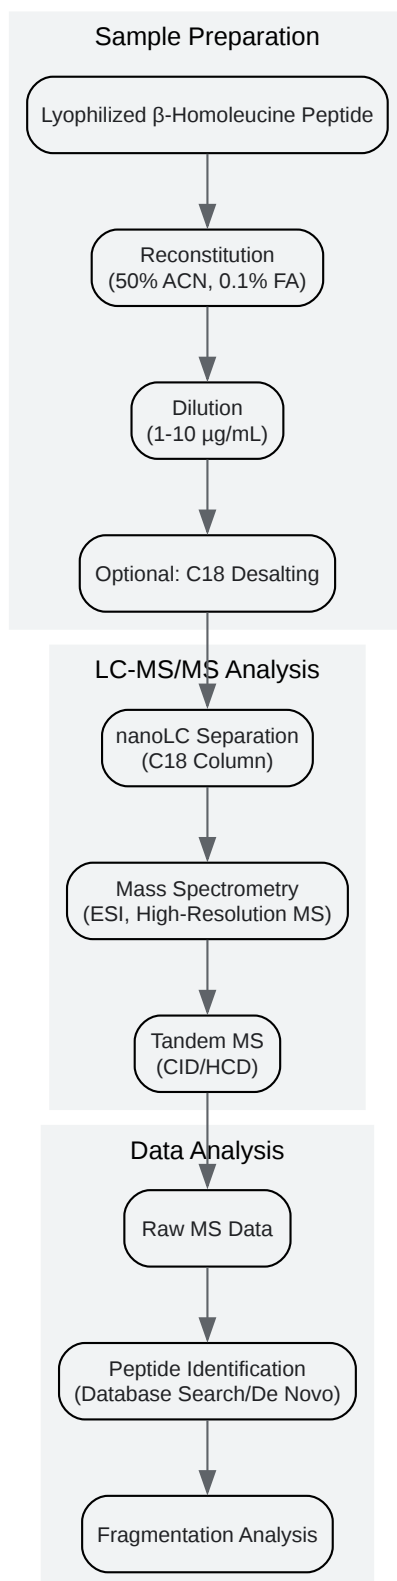 Sample Preparation
Lyophilized β-Homoleucine Peptide
Reconstitution
(50% ACN, 0.1% FA)
Dilution
(1-10 µg/mL)
Optional: C18 Desalting
LC-MS/MS Analysis
nanoLC Separation
(C18 Column)
Mass Spectrometry
(ESI, High-Resolution MS)
Tandem MS
(CID/HCD)
Data Analysis
Raw MS Data
Peptide Identification
(Database Search/De Novo)
Fragmentation Analysis